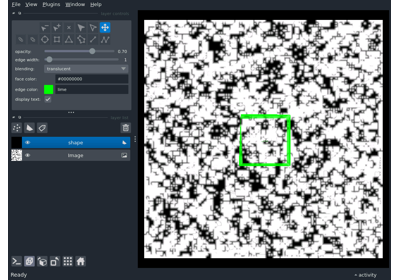 File View Plugins Window Help
opacity: 0.70
edge width: 1
blending: translucent
face color: #00000000
edge color: lime
display text: ✓
shape
image
Ready
activity